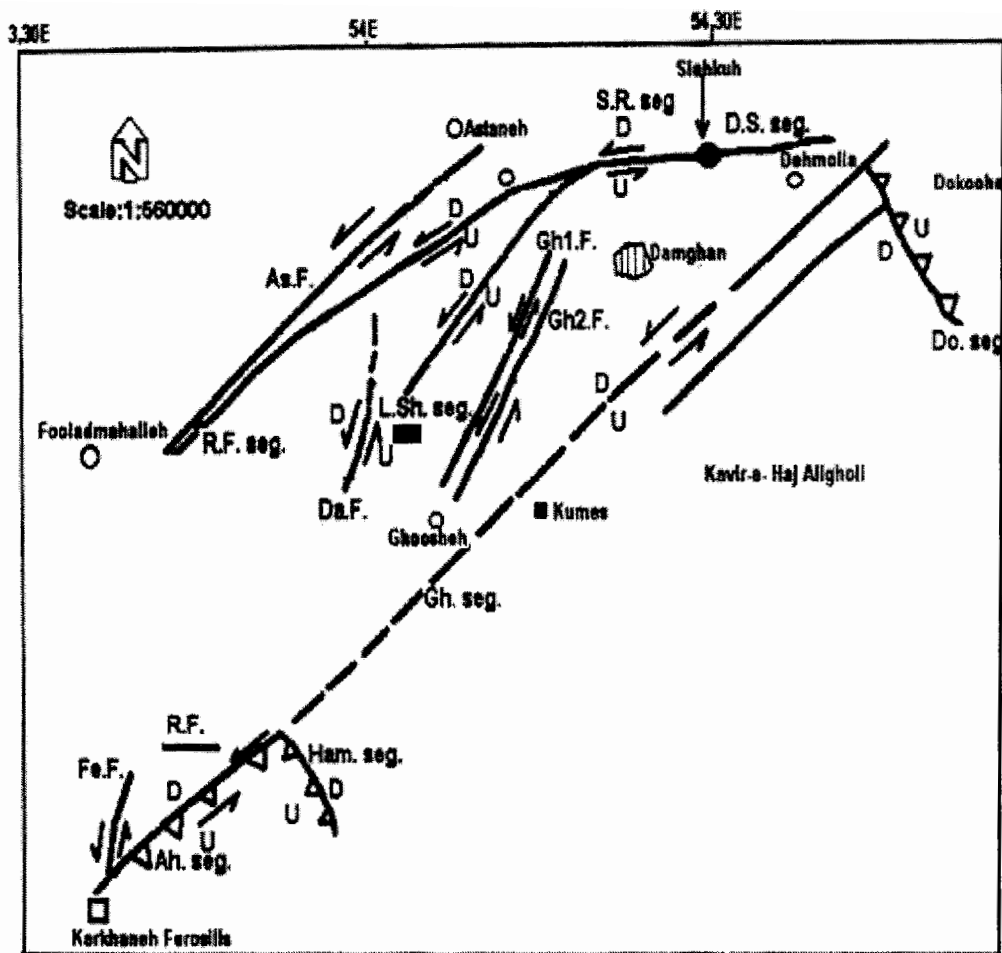 3,30E
54E
54,30E
Siahkuh
S.R. seg
D.S. seg.
D
Astaneh
U
Dehmolla
N
Scale:1:560000
D
U
Dokooha
Gh1.F.
Damghan
U
D
As.F.
D
U
Gh2.F.
Do. seg
D
U
D
L.Sh. seg.
Fooladmahalleh
R.F. seg.
U
Kavir-e- Haj Aligholi
Da.F.
Kumes
Ghoosheh
Gh. seg.
R.F.
Ham. seg.
Fe.F.
D
D
U
U
Ah. seg.
Karkhaneh Ferosilis